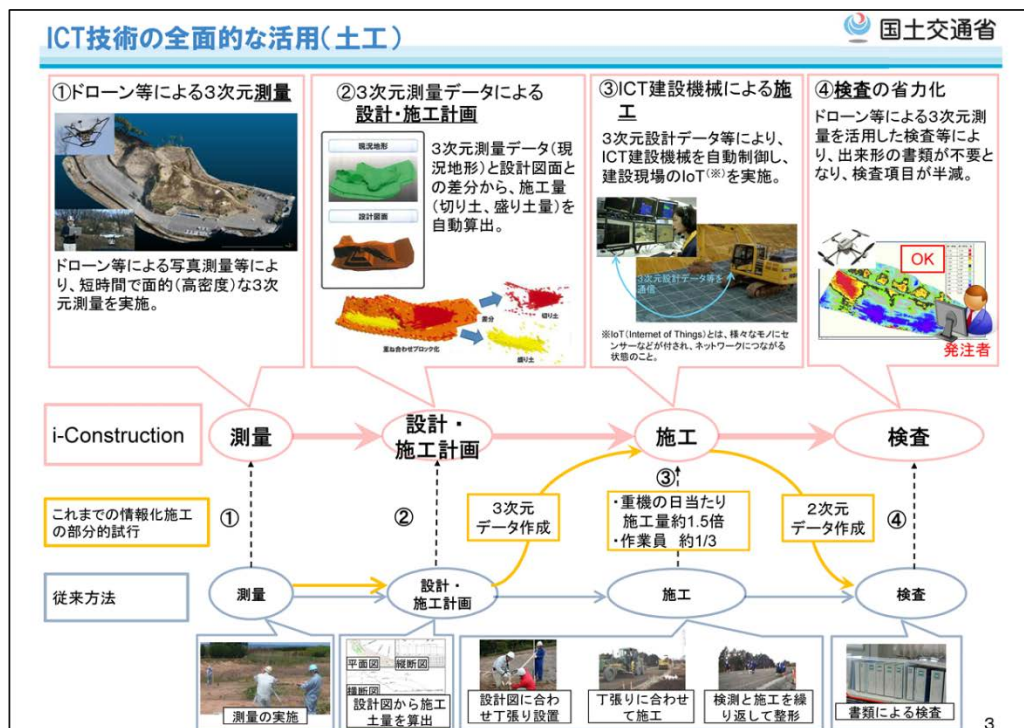 ICT技術の全面的な活用(土工)
国土交通省
①ドローン等による3次元測量
ドローン等による写真測量等によ
り、短時間で面的(高密度)な3次
元測量を実施。
②3次元測量データによる
設計・施工計画
現況地形
設計図面
3次元測量データ(現
況地形)と設計図面と
の差分から、施工量
(切り土、盛り土量)を
自動算出。
差分
切り土
重ね合わせブロック化
盛り土
③ICT建設機械による施
工
3次元設計データ等により、
ICT建設機械を自動制御し、
建設現場のIoT(※)を実施。
3次元設計データ等を
通信
※IoT(Internet of Things)とは、様々なモノにセ
ンサーなどが付され、ネットワークにつながる
状態のこと。
④検査の省力化
ドローン等による3次元測
量を活用した検査等によ
り、出来形の書類が不要と
なり、検査項目が半減。
OK
発注者
i-Construction
測量
設計・
施工計画
施工
検査
これまでの情報化施工
の部分的試行
①
②
3次元
データ作成
③
・重機の日当たり
施工量約1.5倍
・作業員 約1/3
2次元
データ作成
④
従来方法
測量
設計・
施工計画
施工
検査
測量の実施
平面図
縦断図
横断図
設計図から施工
土量を算出
設計図に合わ
せ丁張り設置
丁張りに合わせ
て施工
検測と施工を繰
り返して整形
書類による検査
3